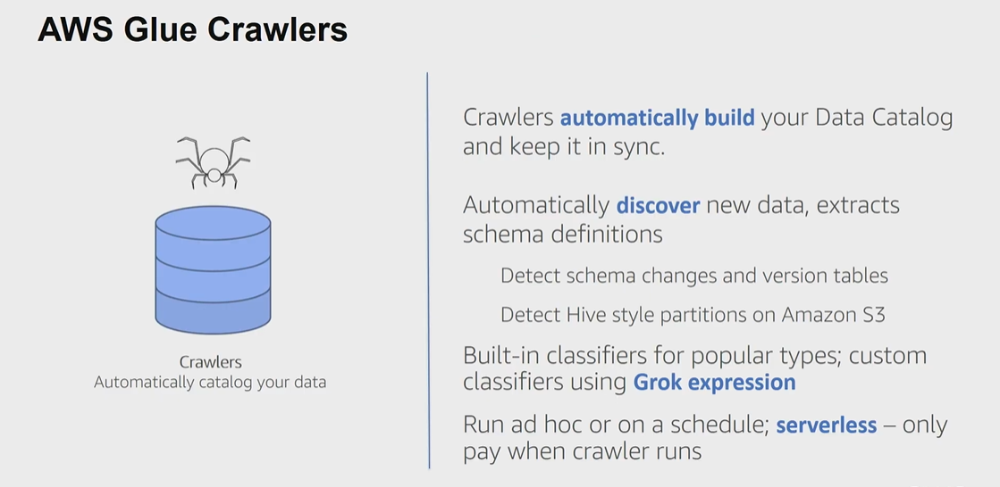 AWS Glue Crawlers
Crawlers
Automatically catalog your data
Crawlers automatically build your Data Catalog
and keep it in sync.
Automatically discover new data, extracts
schema definitions
Detect schema changes and version tables
Detect Hive style partitions on Amazon S3
Built-in classifiers for popular types; custom
classifiers using Grok expression
Run ad hoc or on a schedule; serverless – only
pay when crawler runs